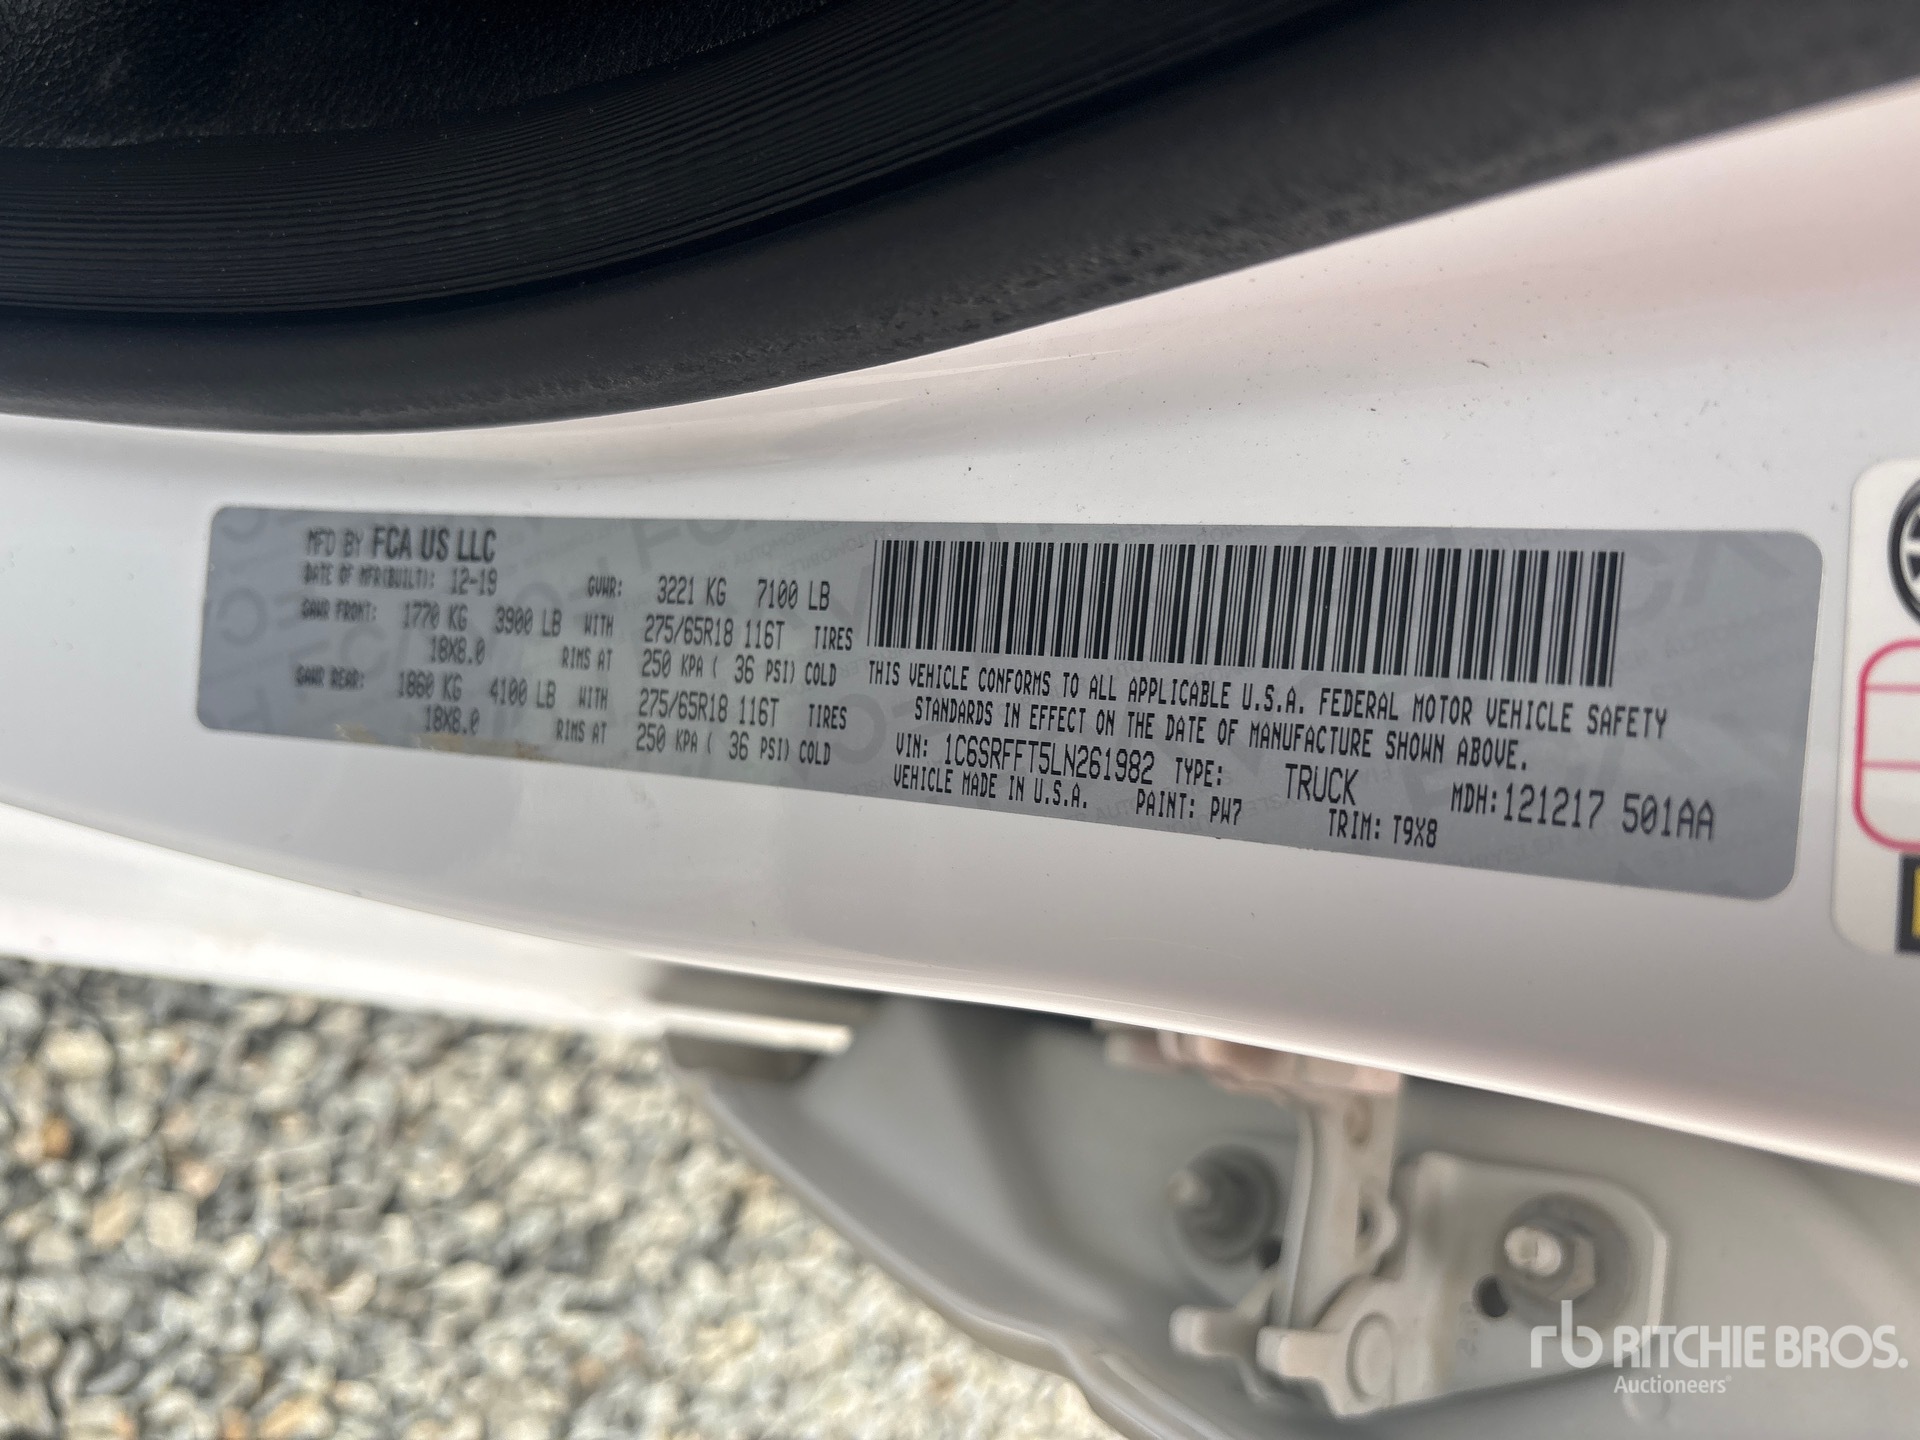 MFD BY FCA US LLC
DATE OF MFR(BUILT): 12-19 GVWR: 3221 KG 7100 LB
GAWR FRONT: 1770 KG 3900 LB WITH 275/65R18 116T TIRES
18X8.0 RIMS AT 250 KPA ( 36 PSI) COLD
GAWR REAR: 1860 KG 4100 LB WITH 275/65R18 116T TIRES
18X8.0 RIMS AT 250 KPA ( 36 PSI) COLD
THIS VEHICLE CONFORMS TO ALL APPLICABLE U.S.A. FEDERAL MOTOR VEHICLE SAFETY
STANDARDS IN EFFECT ON THE DATE OF MANUFACTURE SHOWN ABOVE.
VIN: 1C6SRFFT5LN261982 TYPE: TRUCK MDH: 121217 501AA
VEHICLE MADE IN U.S.A. PAINT: PW7 TRIM: T9X8
rb RITCHIE BROS.
Auctioneers